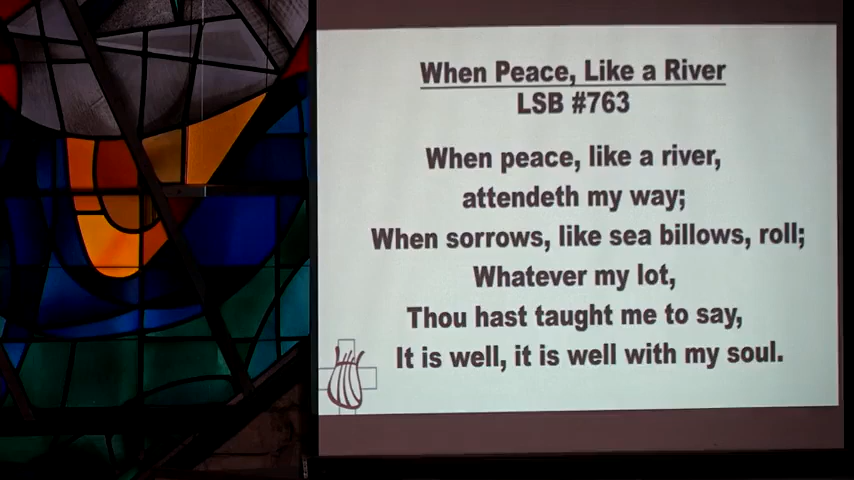 When Peace, Like a River
LSB #763
When peace, like a river,
attendeth my way;
When sorrows, like sea billows, roll;
Whatever my lot,
Thou hast taught me to say,
It is well, it is well with my soul.